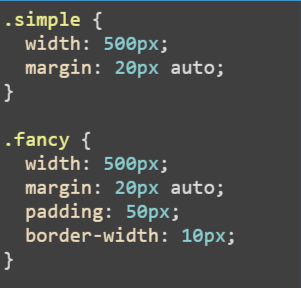 .simple {
  width: 500px;
  margin: 20px auto;
}

.fancy {
  width: 500px;
  margin: 20px auto;
  padding: 50px;
  border-width: 10px;
}